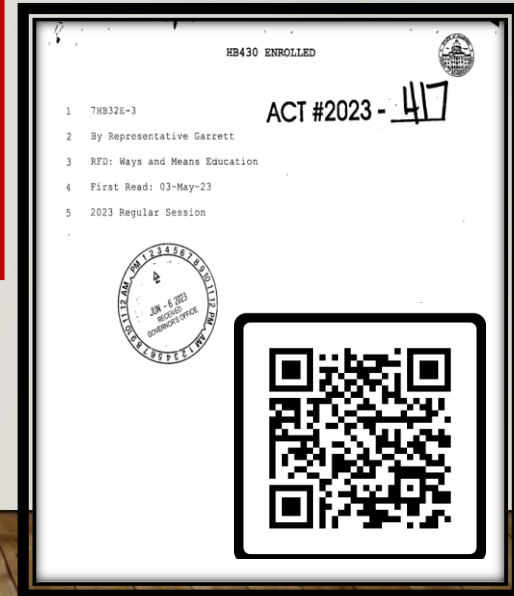 HB430 ENROLLED
ACT #2023 - 417
1 7HB32E-3
2 By Representative Garrett
3 RFD: Ways and Means Education
4 First Read: 03-May-23
5 2023 Regular Session
JUN - 6 2023
RECEIVED
GOVERNOR'S OFFICE